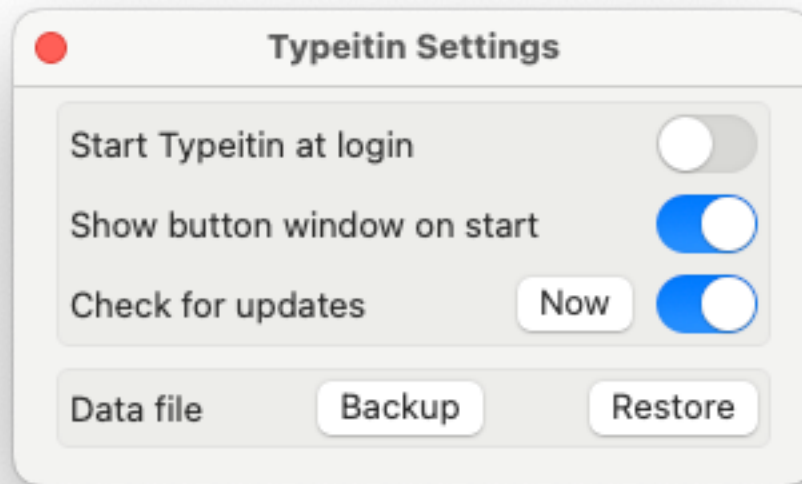 Typeitin Settings
Start Typeitin at login
Show button window on start
Check for updates Now
Data file Backup Restore